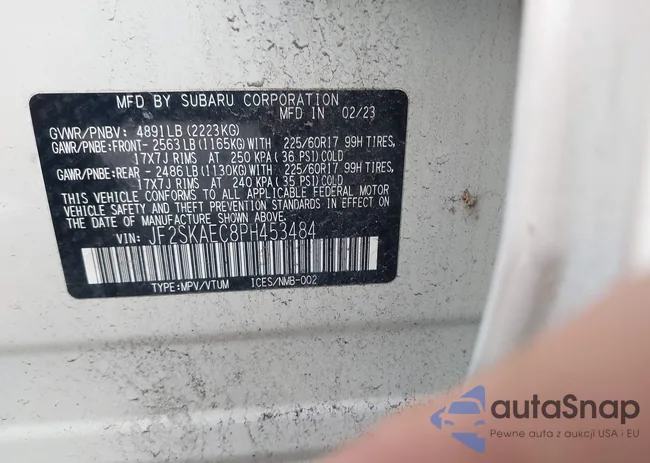 MFD BY SUBARU CORPORATION MFD IN 02/23
GVWR/PNBV: 4891LB(2223KG)
GAWR/PNBE:FRONT-2563LB(1165KG)WITH 225/60R17 99H TIRES,
17X7J RIMS AT 250 KPA(36 PSI)COLD
GAWR/PNBE:REAR -2486LB(1130KG)WITH 225/60R17 99H TIRES,
17X7J RIMS AT 240 KPA(35 PSI)COLD
THIS VEHICLE CONFORMS TO ALL APPLICABLE FEDERAL MOTOR
VEHICLE SAFETY AND THEFT PREVENTION STANDARDS IN EFFECT ON
THE DATE OF MANUFACTURE SHOWN ABOVE.
VIN: JF2SKAEC8PH453484
TYPE:MPV/VTUM ICES/NMB-002
autaSnap
Pewne auta z aukcji USA i EU